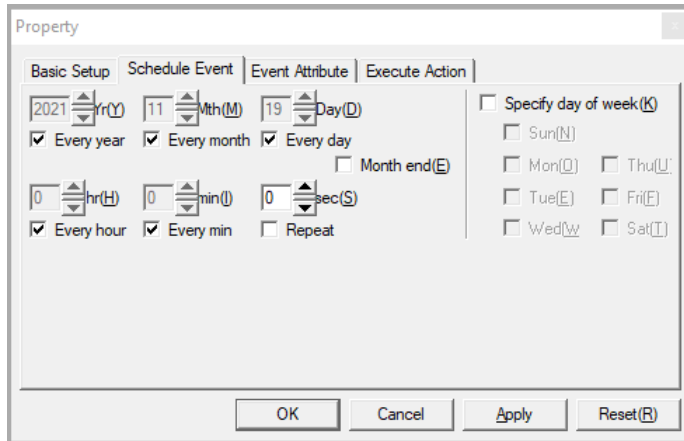 Property
x
Basic Setup Schedule Event Event Attribute Execute Action
2021 Yr(Y) 11 Mth(M) 19 Day(D) Specify day of week(K)
Every year Every month Every day Sun(N)
Month end(E) Mon(O) Thu(U
0 hr(H) 0 min(I) 0 sec(S) Tue(E) Fri(F)
Every hour Every min Repeat Wed(W Sat(T)
OK Cancel Apply Reset(R)